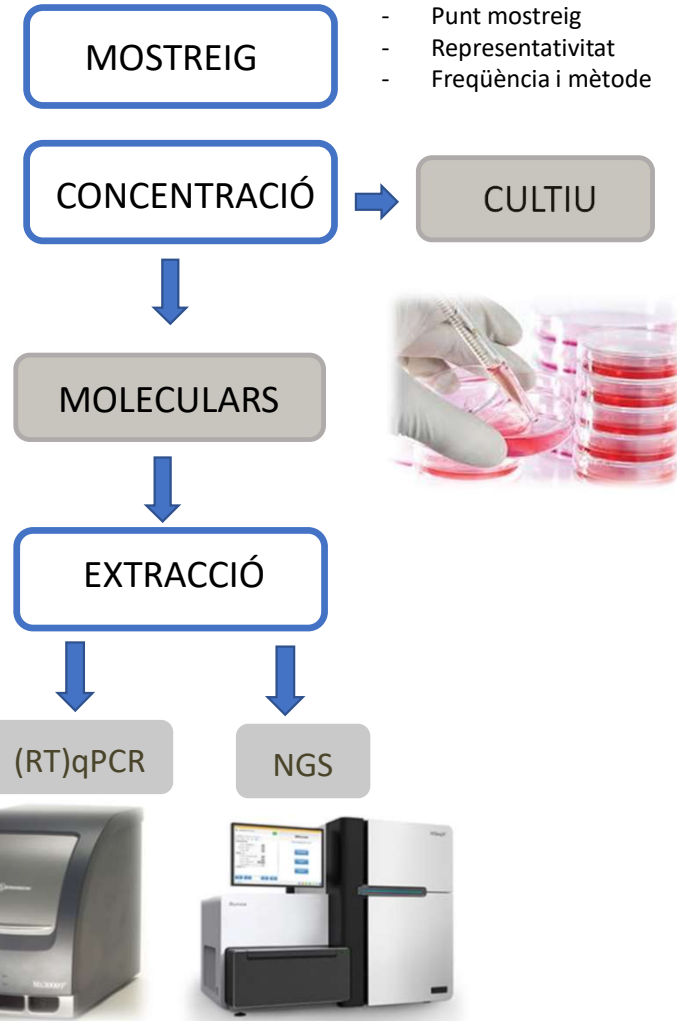 MOSTREIG
- Punt mostreig
- Representativitat
- Freqüència i mètode
CONCENTRACIÓ
CULTIU
MOLECULARS
EXTRACCIÓ
(RT)qPCR
NGS